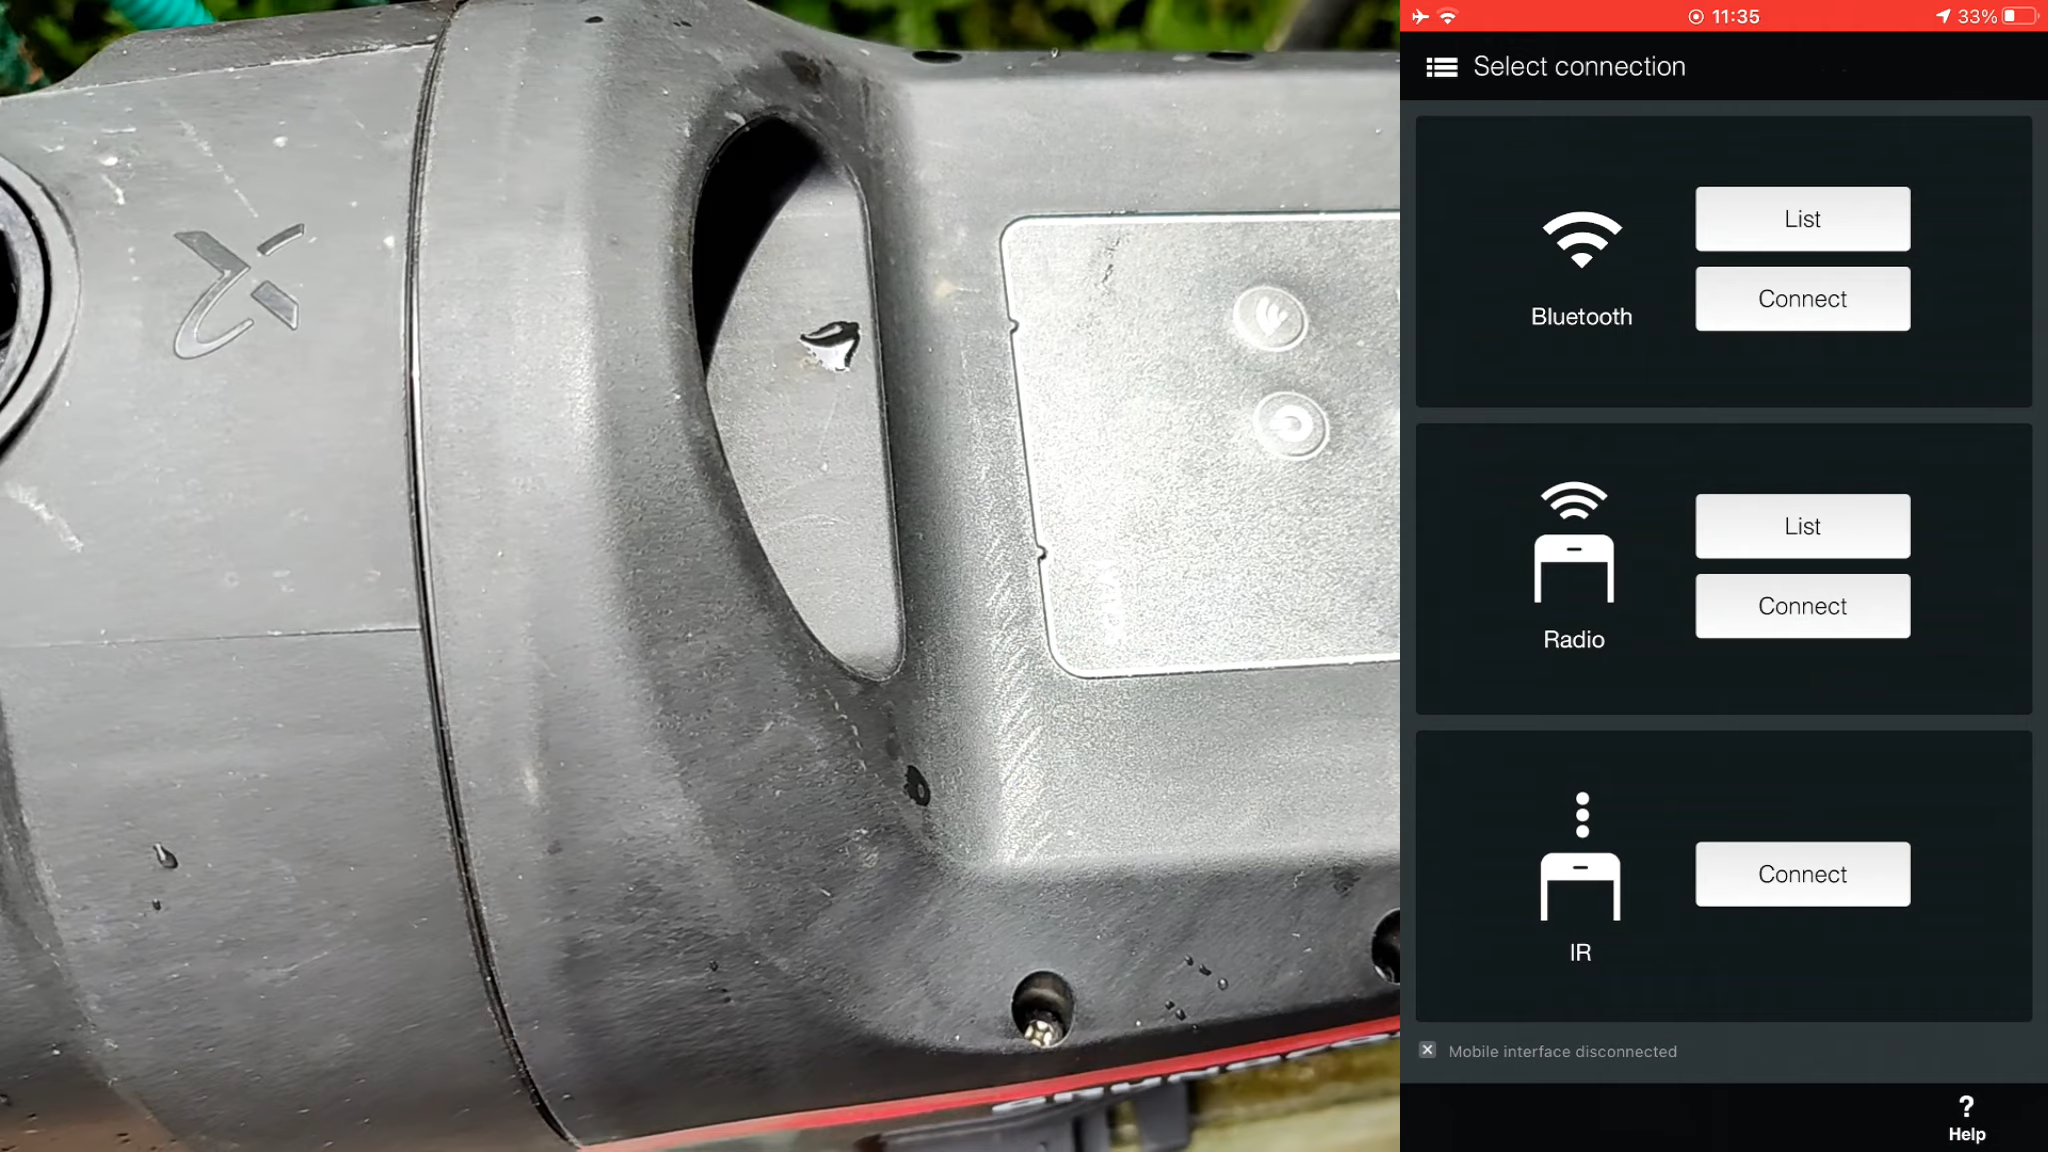 11:35
33%
Select connection
List
Connect
Bluetooth
List
Connect
Radio
Connect
IR
Mobile interface disconnected
?
Help